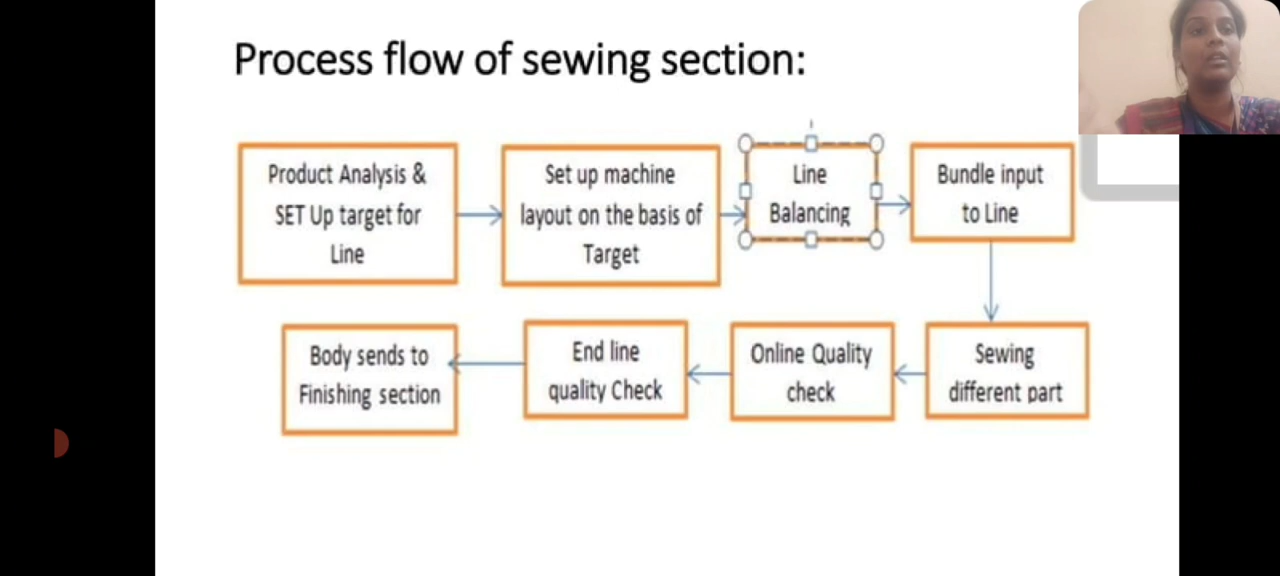 Process flow of sewing section:
Product Analysis &
SET Up target for
Line
Set up machine
layout on the basis of
Target
Line
Balancing
Bundle input
to Line
Sewing
different part
Online Quality
check
End line
quality Check
Body sends to
Finishing section